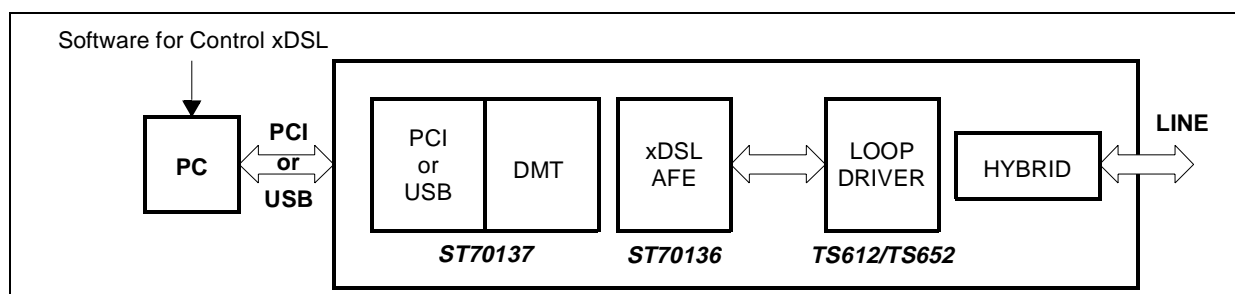 Software for Control xDSL
PC
PCI
or
USB
PCI
or
USB
DMT
ST70137
xDSL
AFE
ST70136
LOOP
DRIVER
TS612/TS652
HYBRID
LINE